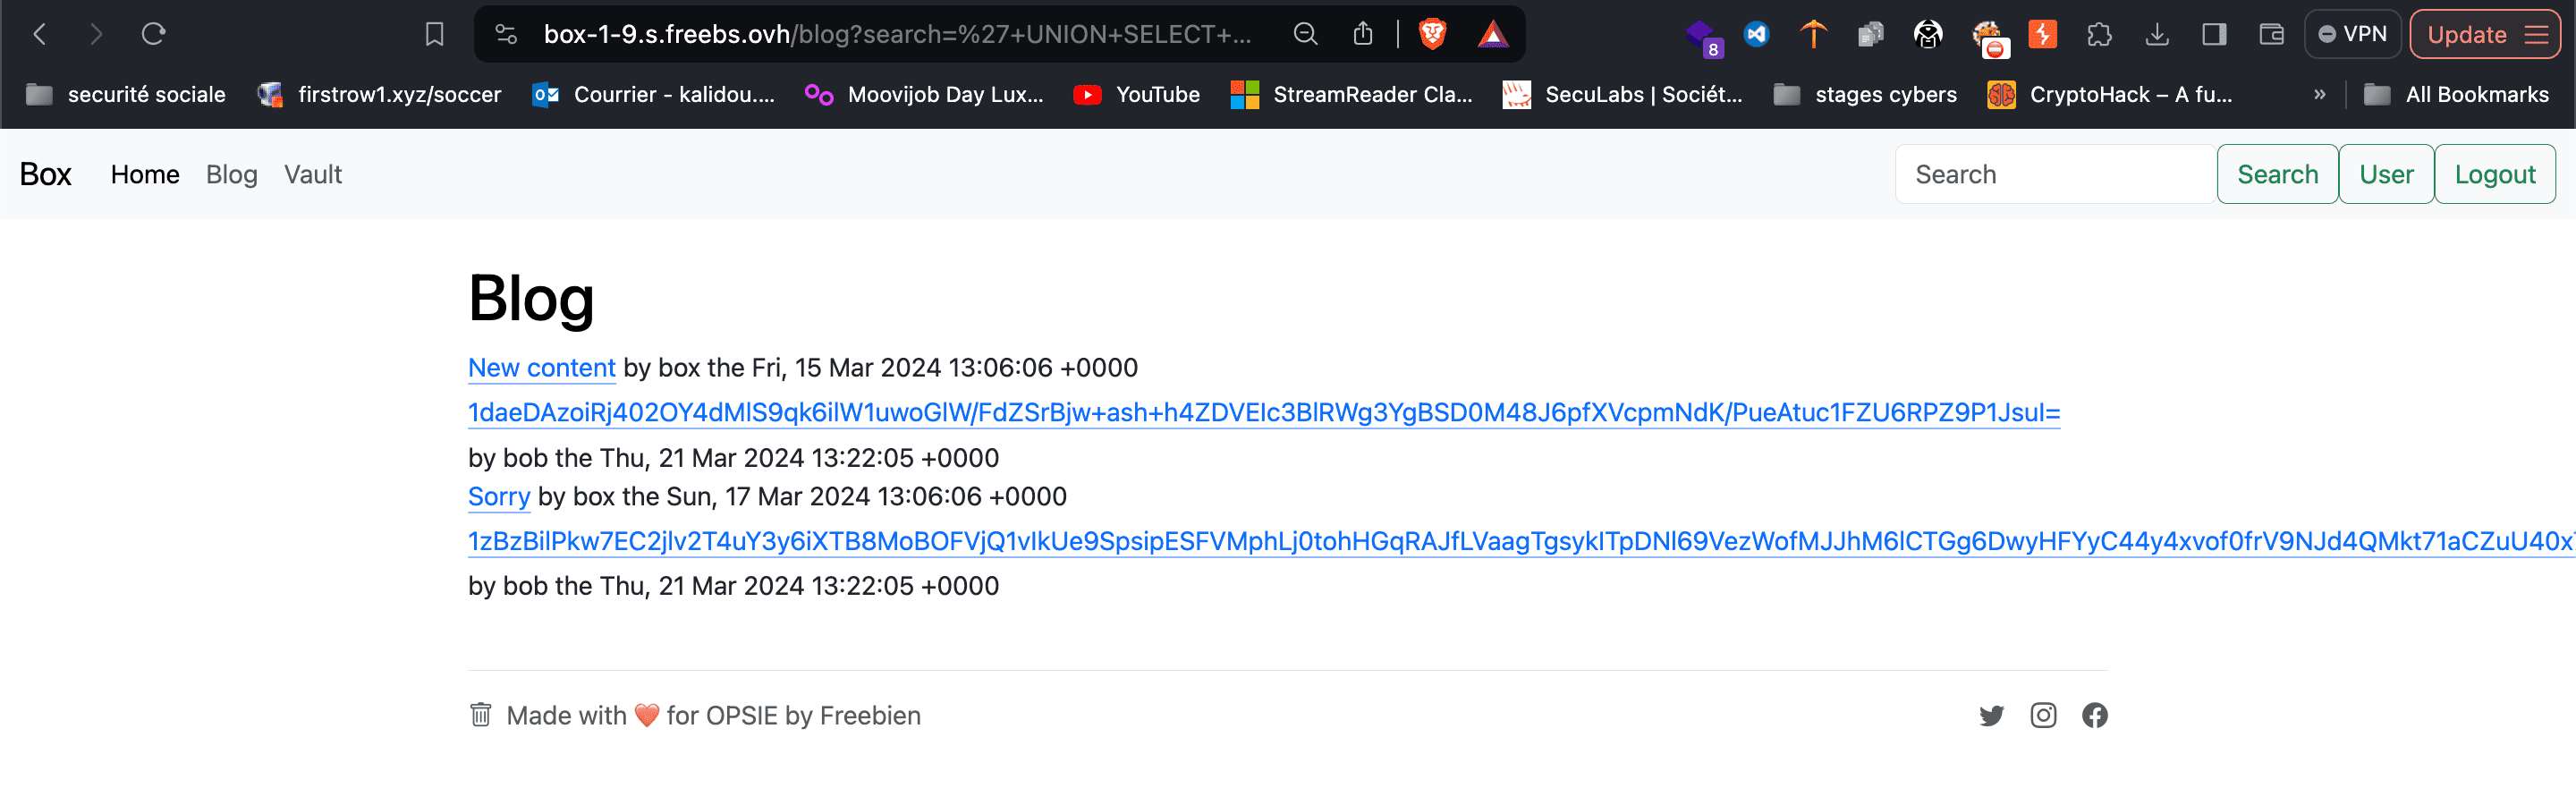 box-1-9.s.freebs.ovh/blog?search=%27+UNION+SELECT+...
8
VPN
Update
securité sociale
firstrow1.xyz/soccer
Courrier - kalidou....
Moovijob Day Lux...
YouTube
StreamReader Cla...
SecuLabs | Sociét...
stages cybers
CryptoHack – A fu...
»
All Bookmarks
Box
Home
Blog
Vault
Search
Search
User
Logout
Blog
New content by box the Fri, 15 Mar 2024 13:06:06 +0000
1daeDAzoiRj402OY4dMlS9qk6ilW1uwoGlW/FdZSrBjw+ash+h4ZDVEIc3BlRWg3YgBSD0M48J6pfXVcpmNdK/PueAtuc1FZU6RPZ9P1JsuI=
by bob the Thu, 21 Mar 2024 13:22:05 +0000
Sorry by box the Sun, 17 Mar 2024 13:06:06 +0000
1zBzBilPkw7EC2jlv2T4uY3y6iXTB8MoBOFVjQ1vIkUe9SpsipESFVMphLj0tohHGqRAJfLVaagTgsykITpDNl69VezWofMJJhM6lCTGg6DwyHFYyC44y4xvof0frV9NJd4QMkt71aCZuU40x
by bob the Thu, 21 Mar 2024 13:22:05 +0000
Made with ❤️ for OPSIE by Freebien